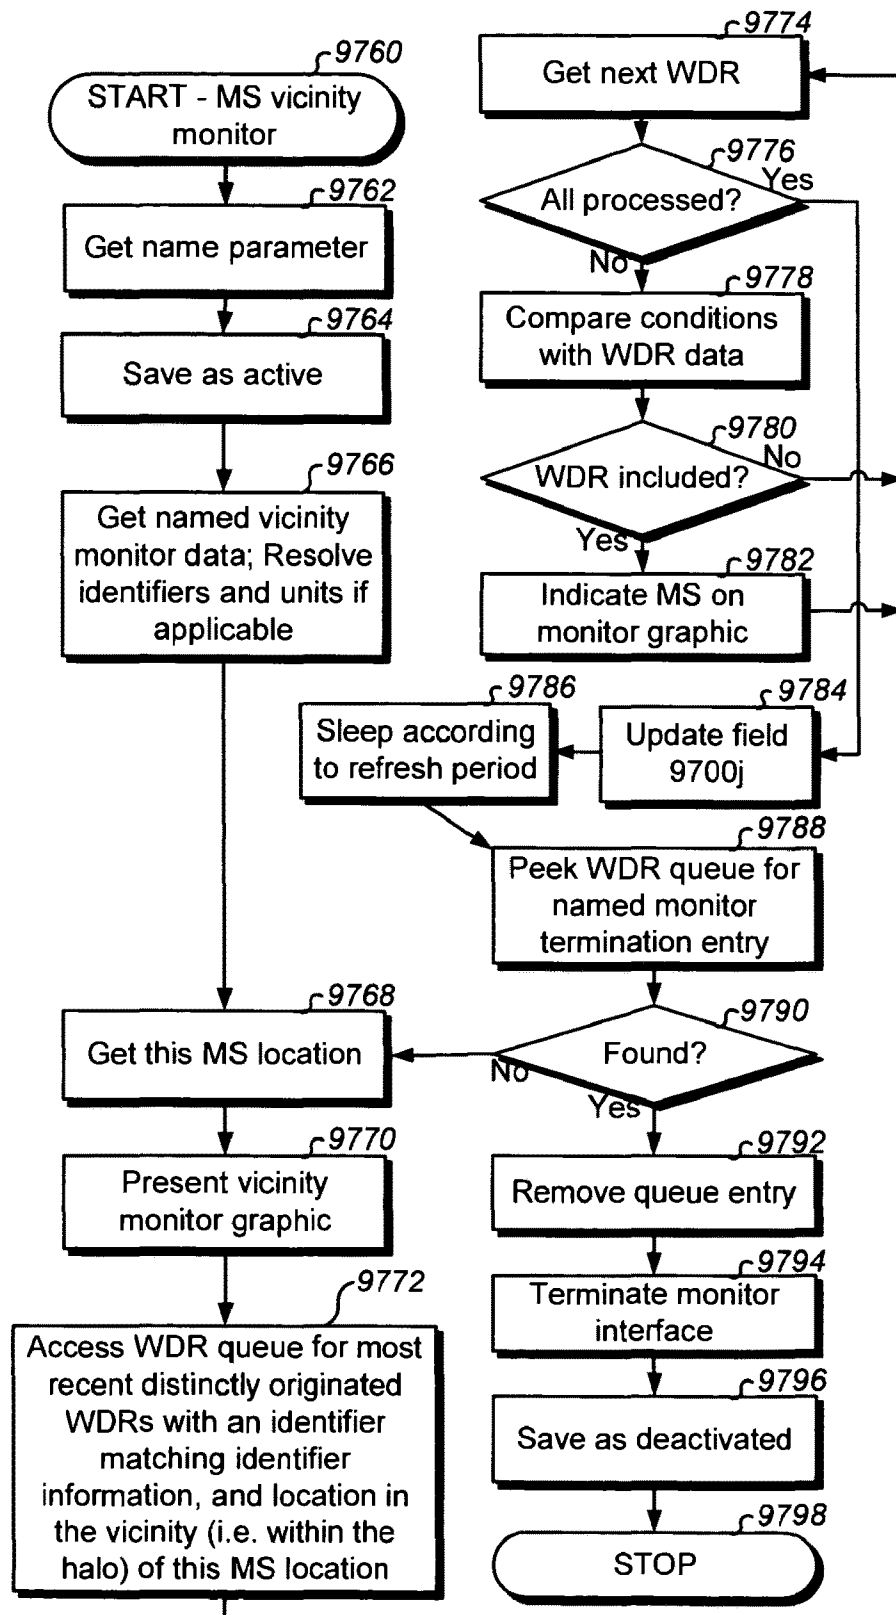 9760
START - MS vicinity
monitor
9762
Get name parameter
9764
Save as active
9766
Get named vicinity
monitor data; Resolve
identifiers and units if
applicable
9768
Get this MS location
9770
Present vicinity
monitor graphic
9772
Access WDR queue for most
recent distinctly originated
WDRs with an identifier
matching identifier
information, and location in
the vicinity (i.e. within the
halo) of this MS location
9774
Get next WDR
9776
All processed?
Yes
No
9778
Compare conditions
with WDR data
9780
WDR included?
No
Yes
9782
Indicate MS on
monitor graphic
9784
Update field
9700j
9786
Sleep according
to refresh period
9788
Peek WDR queue for
named monitor
termination entry
9790
Found?
No
Yes
9792
Remove queue entry
9794
Terminate monitor
interface
9796
Save as deactivated
9798
STOP